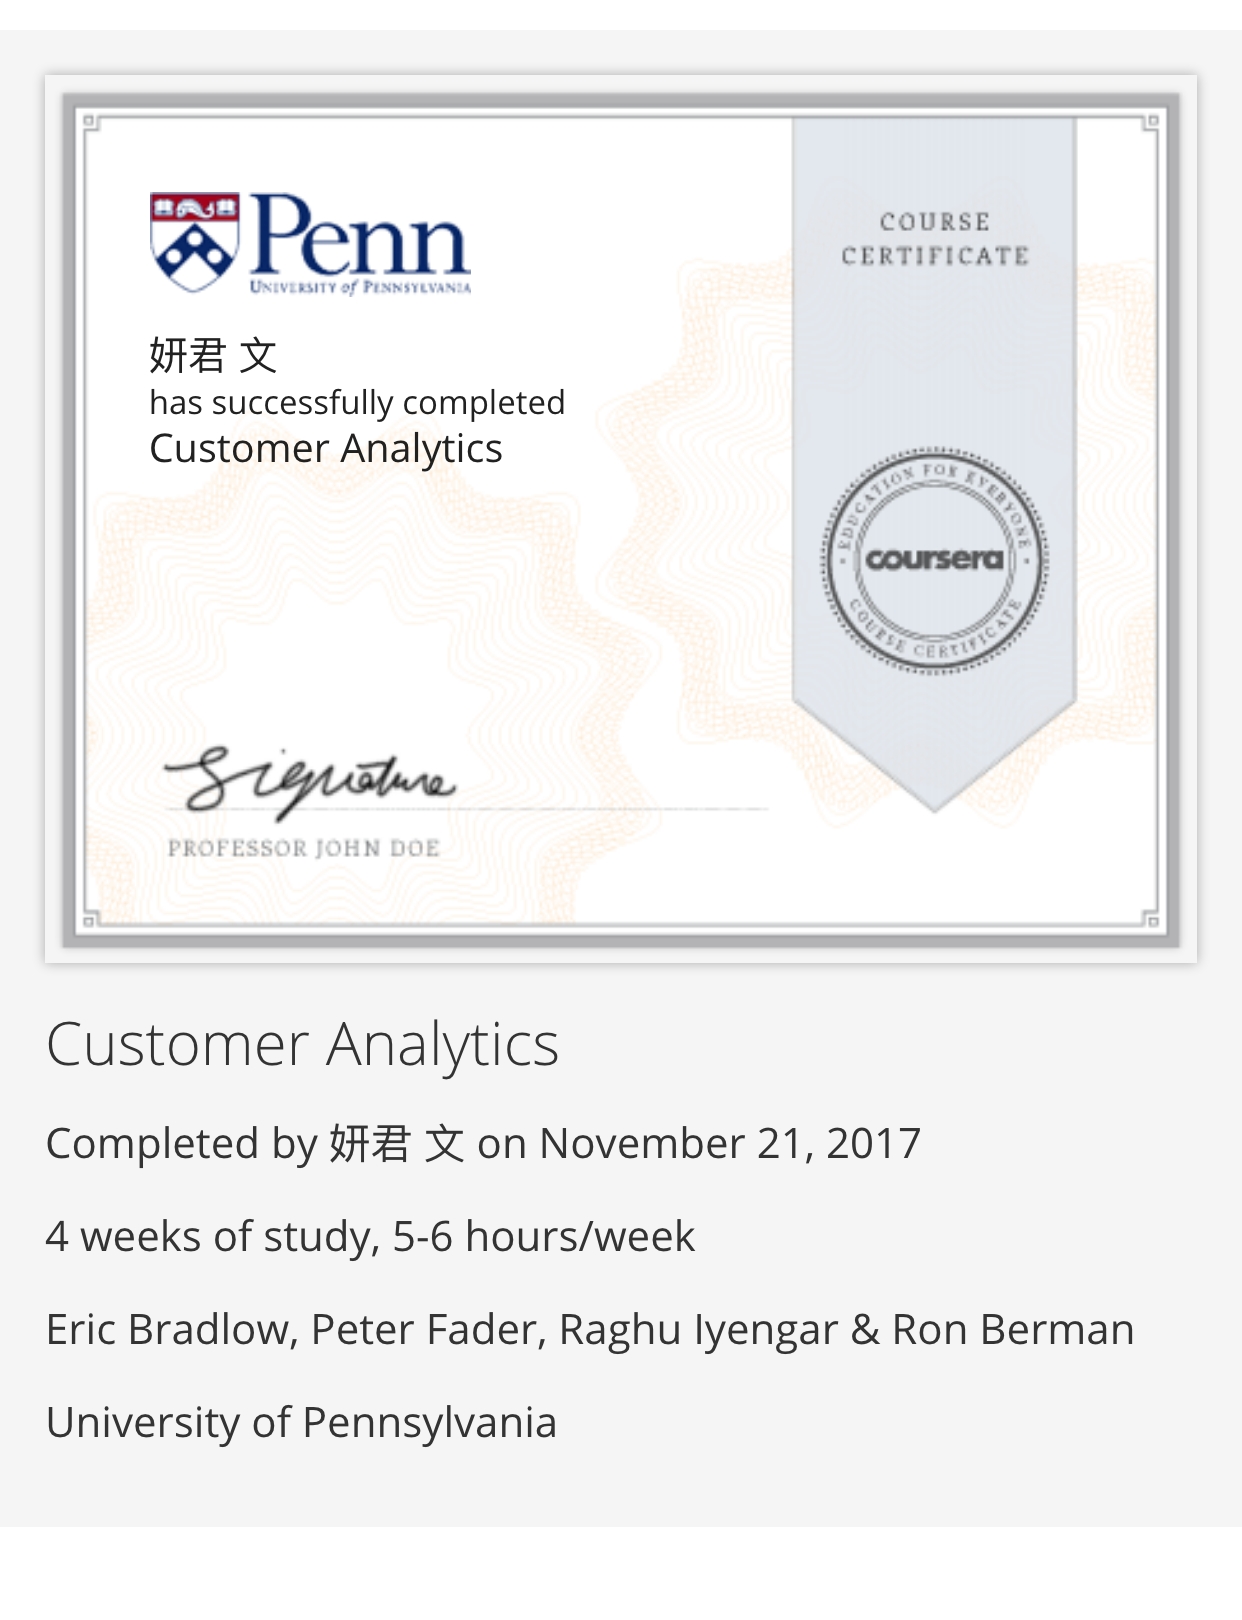 Penn
UNIVERSITY of PENNSYLVANIA
妍君 文
has successfully completed
Customer Analytics
COURSE
CERTIFICATE
EDUCATION FOR EVERYONE
coursera
COURSE CERTIFICATE
Signature
PROFESSOR JOHN DOE
Customer Analytics
Completed by 妍君 文 on November 21, 2017
4 weeks of study, 5-6 hours/week
Eric Bradlow, Peter Fader, Raghu Iyengar & Ron Berman
University of Pennsylvania